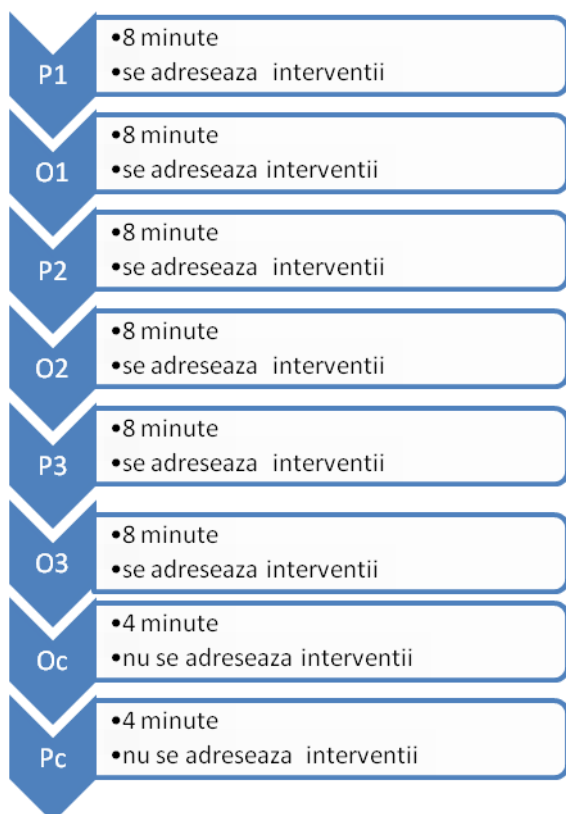 P1
•8 minute
•se adreseaza interventii
O1
•8 minute
•se adreseaza interventii
P2
•8 minute
•se adreseaza interventii
O2
•8 minute
•se adreseaza interventii
P3
•8 minute
•se adreseaza interventii
O3
•8 minute
•se adreseaza interventii
Oc
•4 minute
•nu se adreseaza interventii
Pc
•4 minute
•nu se adreseaza interventii